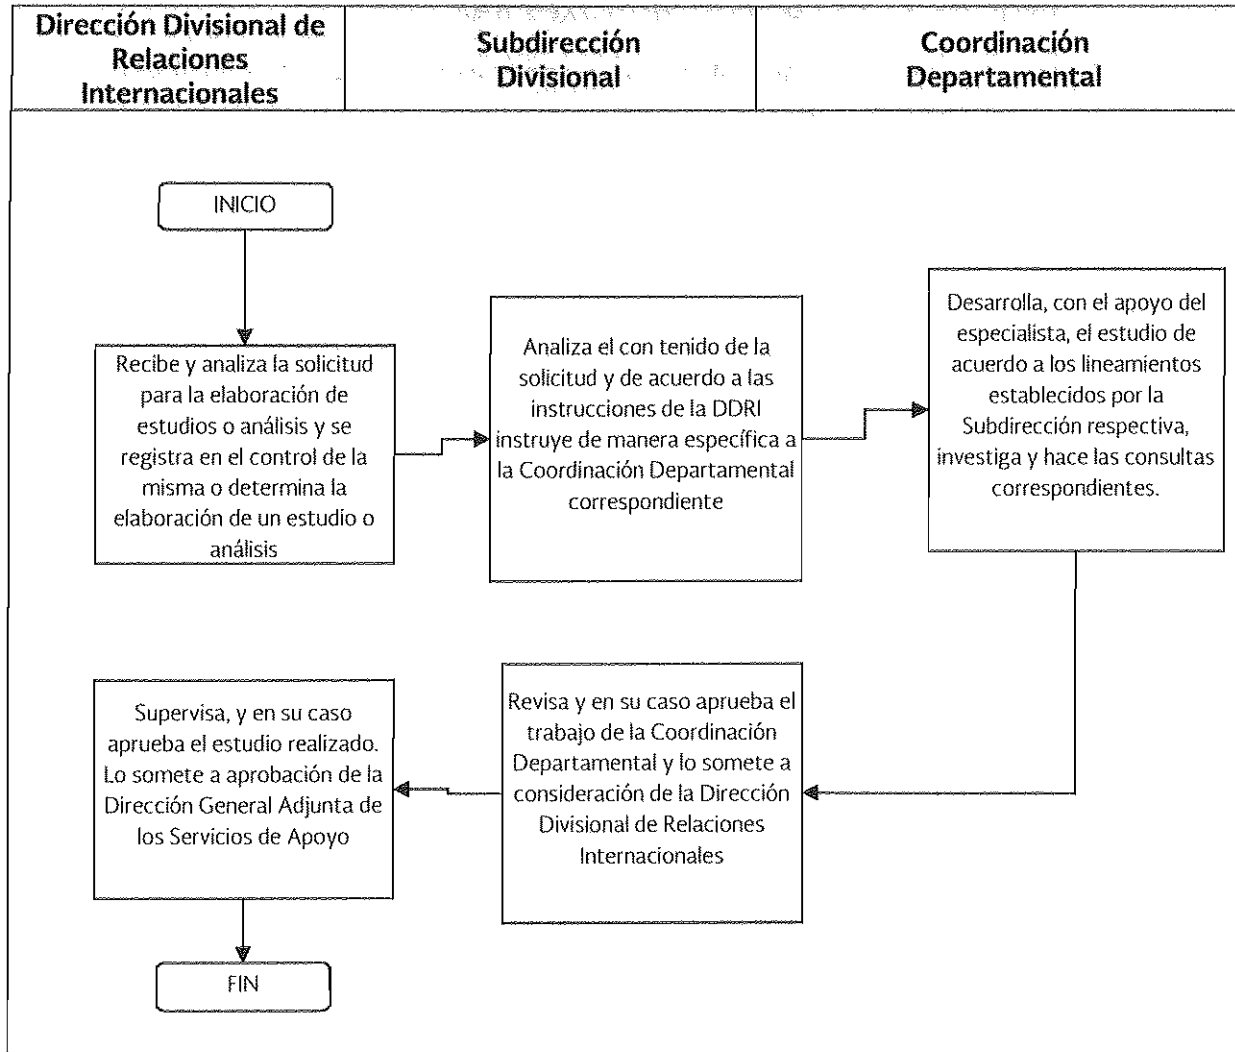 Dirección Divisional de
Relaciones
Internacionales
Subdirección
Divisional
Coordinación
Departamental
INICIO
Recibe y analiza la solicitud
para la elaboración de
estudios o análisis y se
registra en el control de la
misma o determina la
elaboración de un estudio o
análisis
Analiza el con tenido de la
solicitud y de acuerdo a las
instrucciones de la DDRI
instruye de manera específica a
la Coordinación Departamental
correspondiente
Desarrolla, con el apoyo del
especialista, el estudio de
acuerdo a los lineamientos
establecidos por la
Subdirección respectiva,
investiga y hace las consultas
correspondientes.
Revisa y en su caso aprueba el
trabajo de la Coordinación
Departamental y lo somete a
consideración de la Dirección
Divisional de Relaciones
Internacionales
Supervisa, y en su caso
aprueba el estudio realizado.
Lo somete a aprobación de la
Dirección General Adjunta de
los Servicios de Apoyo
FIN